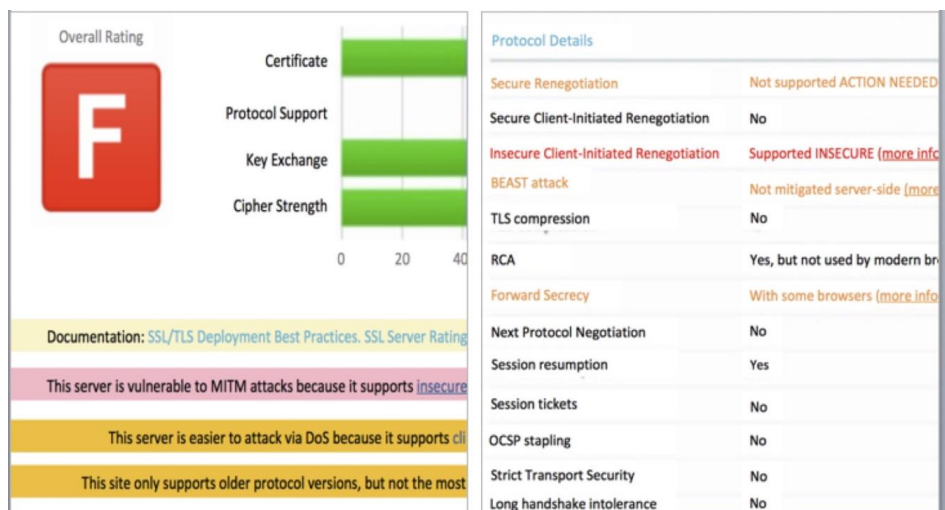 Overall Rating
F
Certificate
Protocol Support
Key Exchange
Cipher Strength
0 20 40
Documentation: SSL/TLS Deployment Best Practices. SSL Server Rating
This server is vulnerable to MITM attacks because it supports insecure
This server is easier to attack via DoS because it supports cli
This site only supports older protocol versions, but not the most
Protocol Details
Secure Renegotiation Not supported ACTION NEEDED
Secure Client-Initiated Renegotiation No
Insecure Client-Initiated Renegotiation Supported INSECURE (more info
BEAST attack Not mitigated server-side (more
TLS compression No
RCA Yes, but not used by modern br
Forward Secrecy With some browsers (more info
Next Protocol Negotiation No
Session resumption Yes
Session tickets No
OCSP stapling No
Strict Transport Security No
Long handshake intolerance No